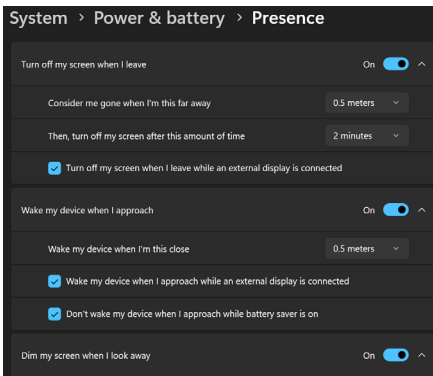 System > Power & battery > Presence
Turn off my screen when I leave On
Consider me gone when I'm this far away 0.5 meters
Then, turn off my screen after this amount of time 2 minutes
Turn off my screen when I leave while an external display is connected
Wake my device when I approach On
Wake my device when I'm this close 0.5 meters
Wake my device when I approach while an external display is connected
Don't wake my device when I approach while battery saver is on
Dim my screen when I look away On